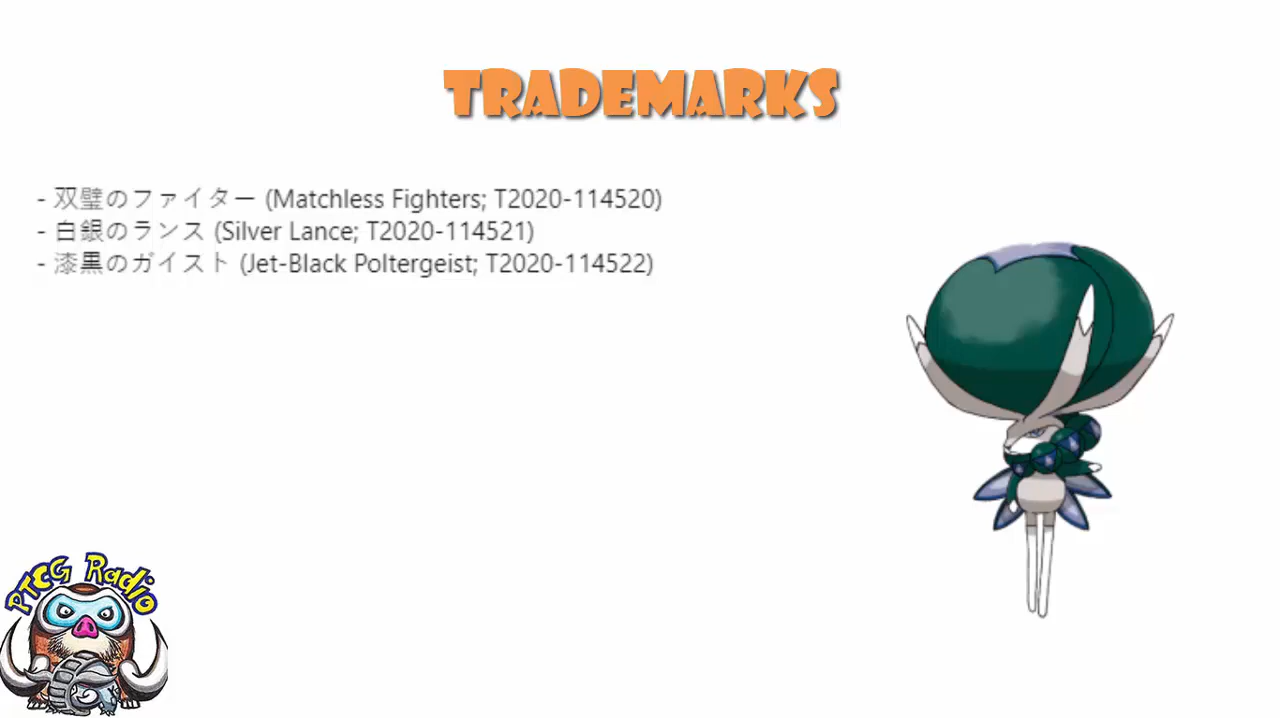 TRADEMARKS
- 双璧のファイター (Matchless Fighters; T2020-114520)
- 白銀のランス (Silver Lance; T2020-114521)
- 漆黒のガイスト (Jet-Black Poltergeist; T2020-114522)
PTCG Radio